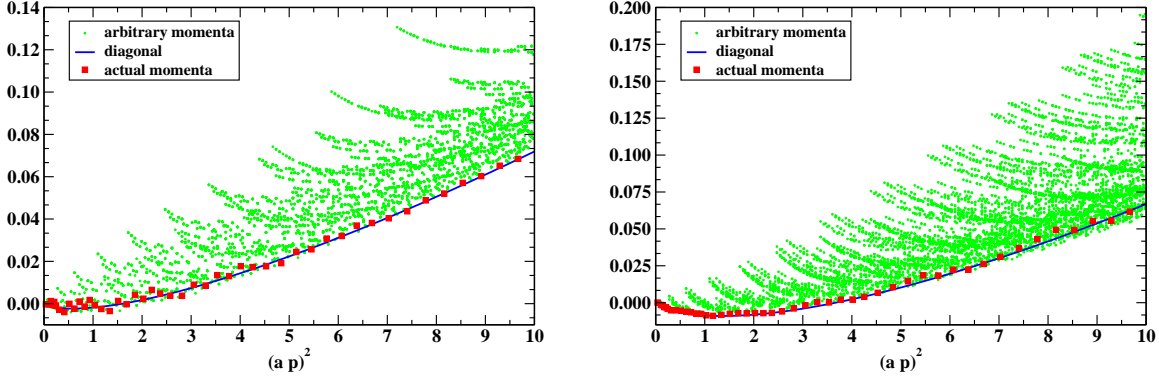 0.14
0.12
0.10
0.08
0.06
0.04
0.02
0.00
0 1 2 3 4 5 6 7 8 9 10
(a p)²
arbitrary momenta
diagonal
actual momenta
0.200
0.175
0.150
0.125
0.100
0.075
0.050
0.025
0.000
0 1 2 3 4 5 6 7 8 9 10
(a p)²
arbitrary momenta
diagonal
actual momenta